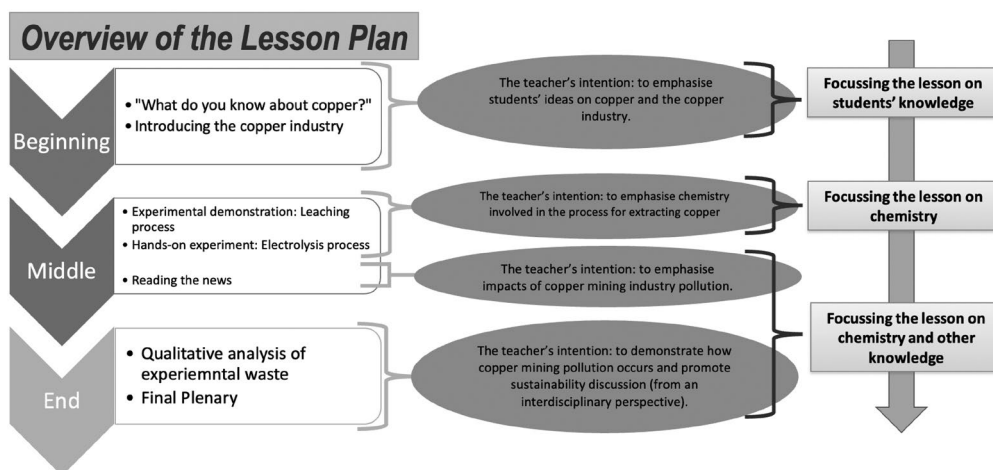 Overview of the Lesson Plan
Beginning
• "What do you know about copper?"
• Introducing the copper industry
The teacher's intention: to emphasise
students' ideas on copper and the copper
industry.
Focussing the lesson on
students' knowledge
Middle
• Experimental demonstration: Leaching
process
• Hands-on experiment: Electrolysis process
• Reading the news
The teacher's intention: to emphasise chemistry
involved in the process for extracting copper
Focussing the lesson on
chemistry
The teacher's intention: to emphasise
impacts of copper mining industry pollution.
End
• Qualitative analysis of
experiemntal waste
• Final Plenary
The teacher's intention: to demonstrate how
copper mining pollution occurs and promote
sustainability discussion (from an
interdisciplinary perspective).
Focussing the lesson on
chemistry and other
knowledge